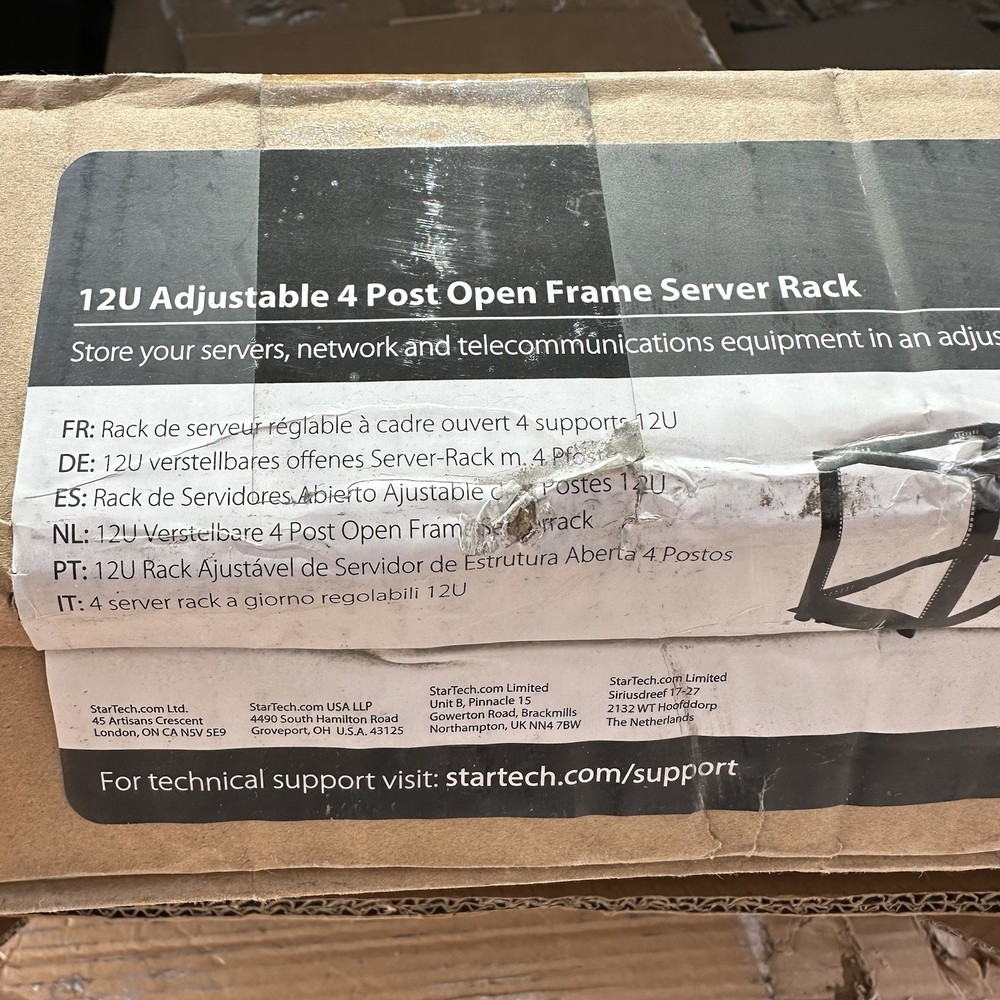 12U Adjustable 4 Post Open Frame Server Rack
Store your servers, network and telecommunications equipment in an adjus
FR: Rack de serveur réglable à cadre ouvert 4 supports 12U
DE: 12U verstellbares offenes Server-Rack m. 4
ES: Rack de Servidores Abierto Ajustable Postes 12U
NL: 12U Verstelbare 4 Post Open Fram
PT: 12U Rack Ajustável de Servidor de Estrutura Aberta 4 Postos
IT: 4 server rack a giorno regolabili 12U
StarTech.com Ltd.
45 Artisans Crescent
London, ON CA N5V 5E9
StarTech.com USA LLP
4490 South Hamilton Road
Groveport, OH U.S.A. 43125
StarTech.com Limited
Unit B, Pinnacle 15
Gowerton Road, Brackmills
Northampton, UK NN4 7BW
StarTech.com Limited
Siriusdreef 17-27
2132 WT Hoofddorp
The Netherlands
For technical support visit: startech.com/support